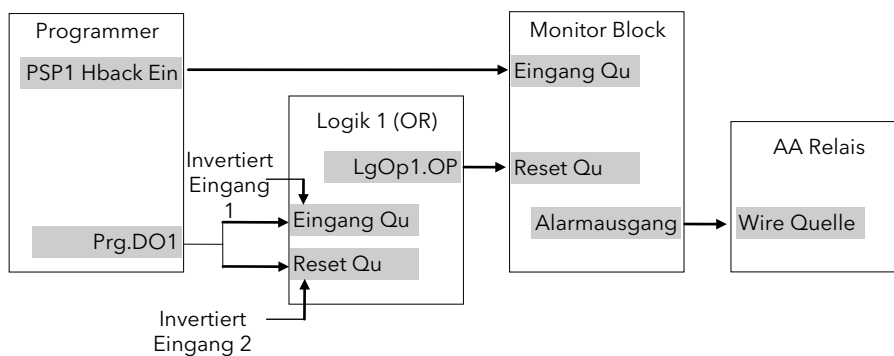 Programmer
PSP1 Hback Ein
Prg.DO1
Invertiert
Eingang
1
Logik 1 (OR)
LgOp1.OP
Eingang Qu
Reset Qu
Invertiert
Eingang 2
Monitor Block
Eingang Qu
Reset Qu
Alarmausgang
AA Relais
Wire Quelle